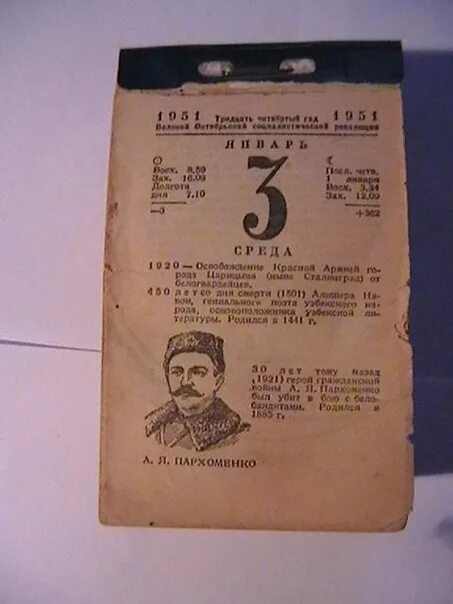 1951 Тридцать четвёртый год 1951
Великой Октябрьской социалистической революции
ЯНВАРЬ
Восх. 8.59
Зах. 16.09
Долгота
дня 7.10
—3
3
Посл. четв.
1 января
Восх. 3.34
Зах. 12.09
+362
СРЕДА
1920 — Освобождение Красной Армией го-
рода Царицына (ныне Сталинград) от
белогвардейцев.
450 лет со дня смерти (1501) Алишера На-
вои, гениального поэта узбекского на-
рода, основоположника узбекской ли-
тературы. Родился в 1441 г.
30 лет тому назад
(1921) герой гражданской
войны А. Я. Пархоменко
был убит в бою с бело-
бандитами. Родился в
1885 г.
А. Я. ПАРХОМЕНКО